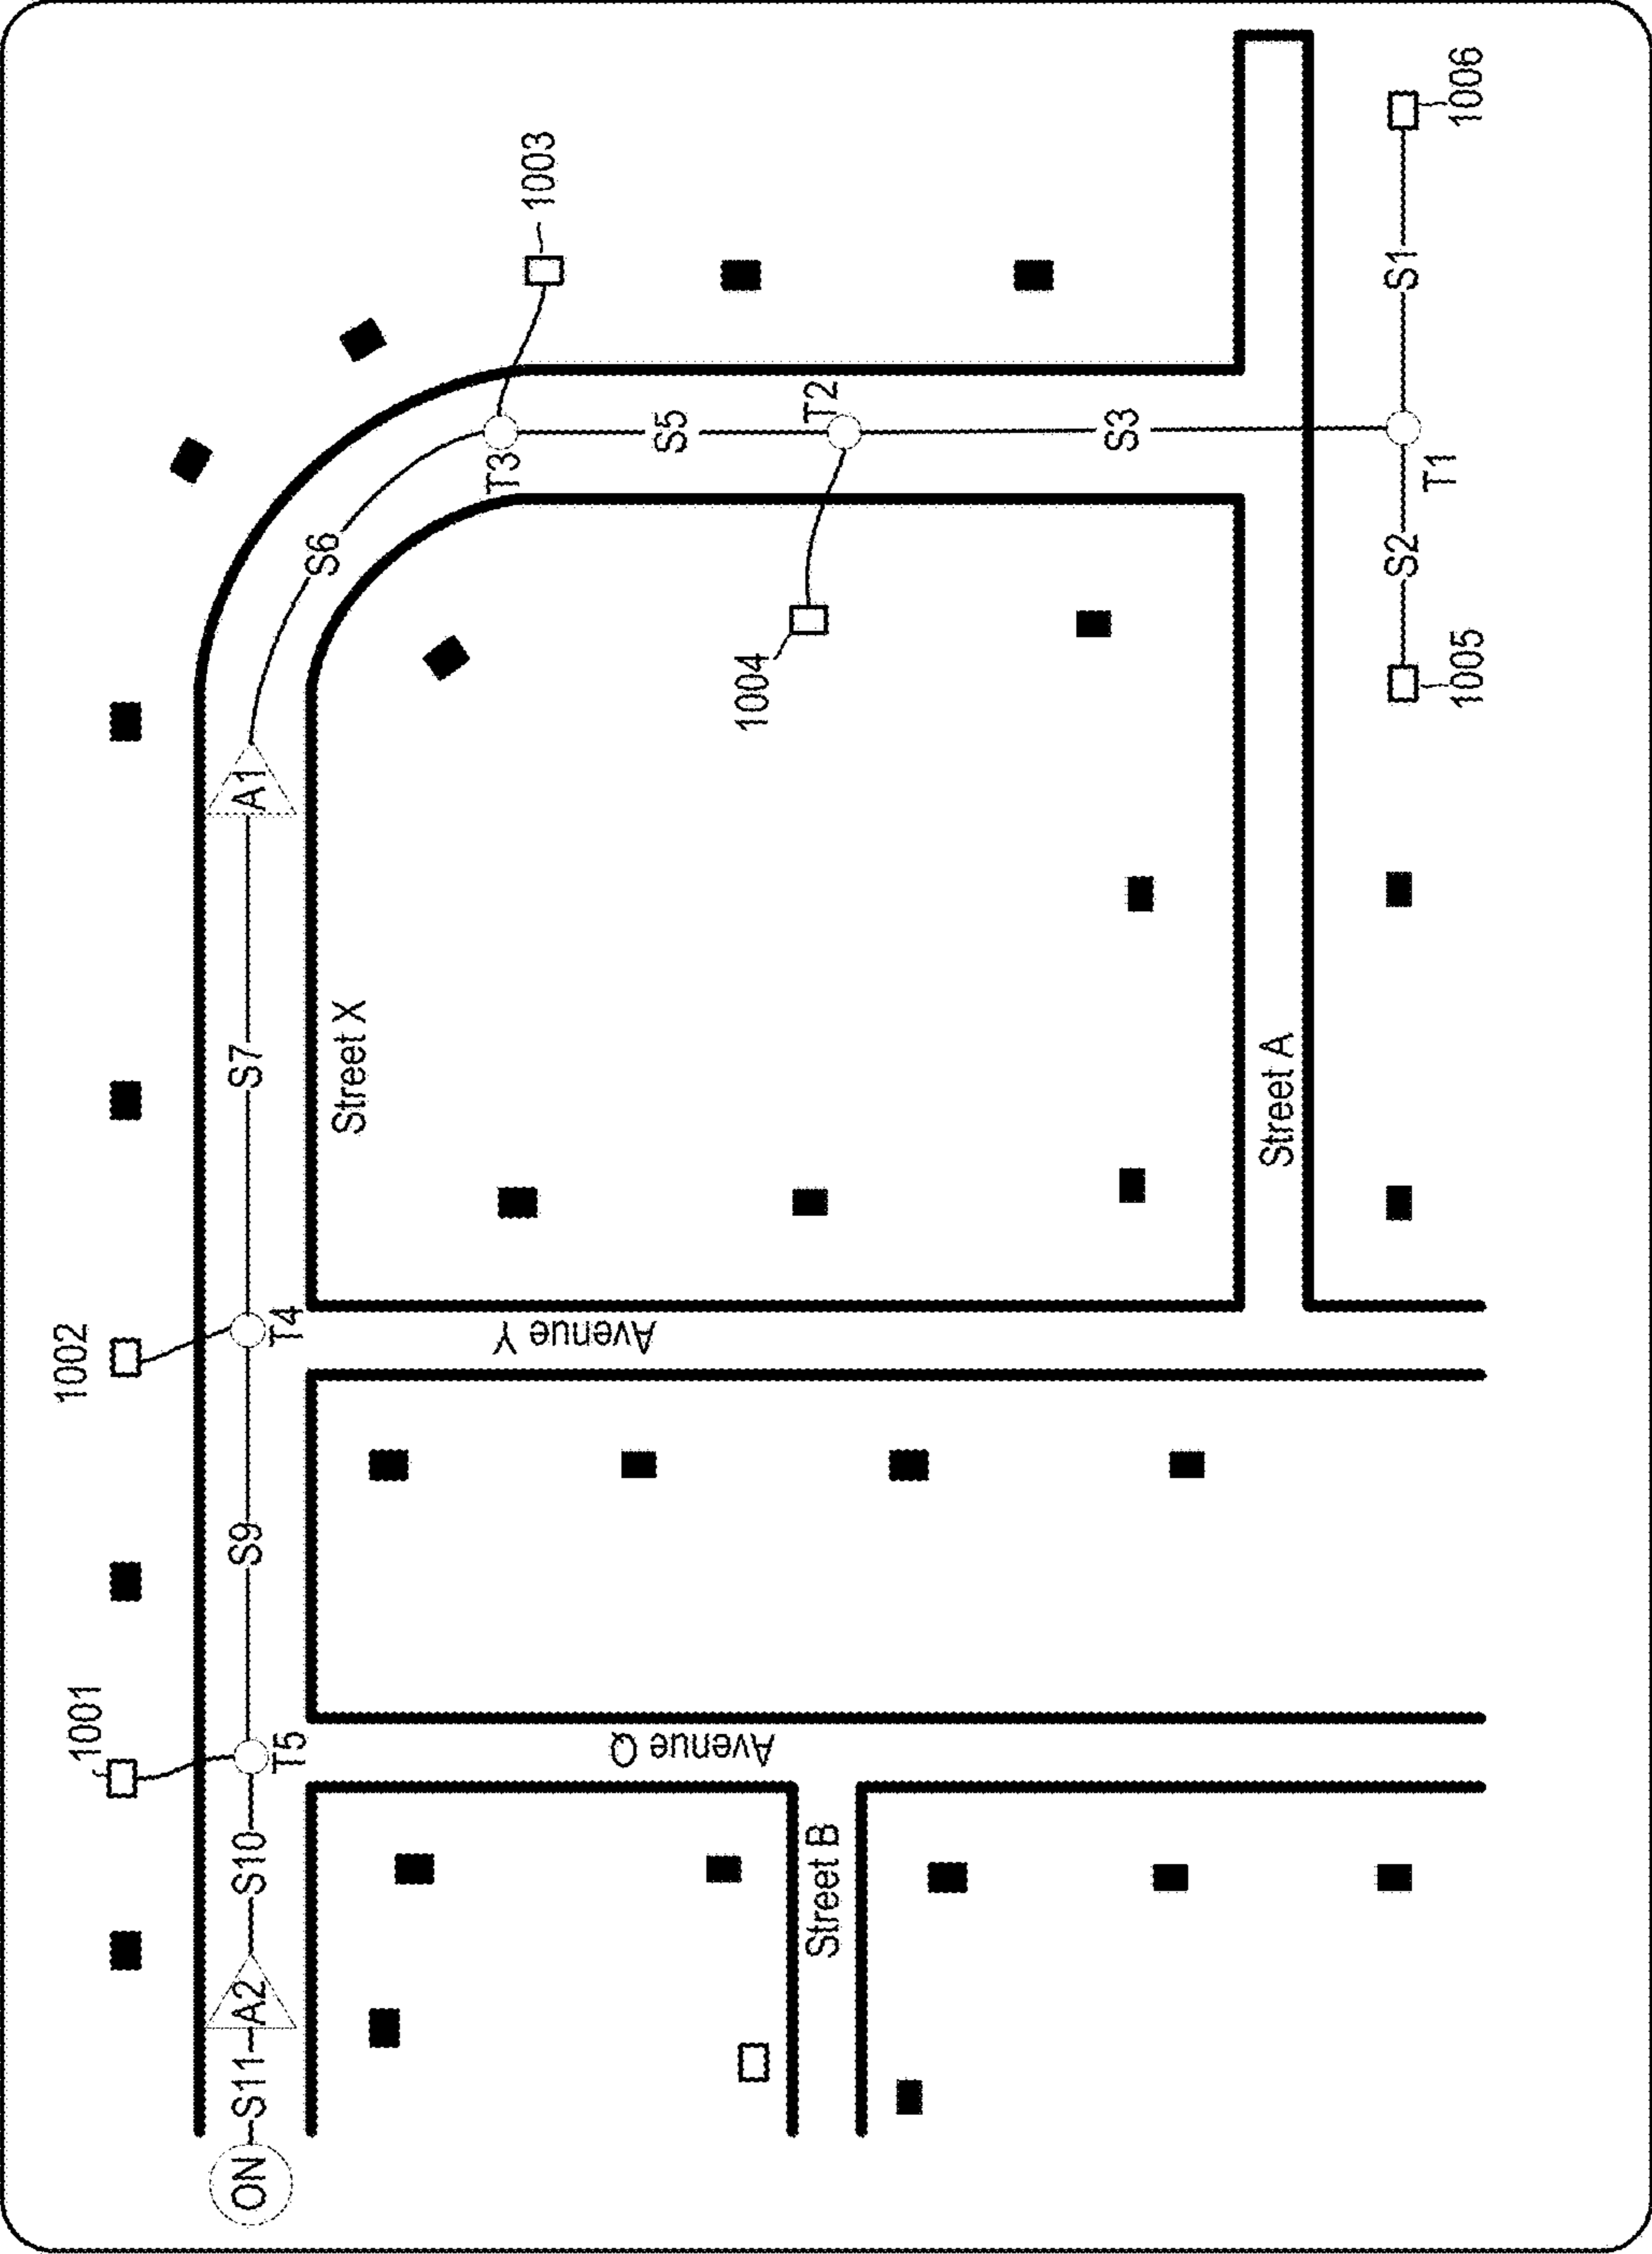 1001
1002
1003
ON
S11
A2
S10
T5
S9
T4
S7
A1
S6
T3
S5
T2
S3
Street X
1004
Avenue Q
Avenue Y
Street B
Street A
1005
S2
T1
S1
1006